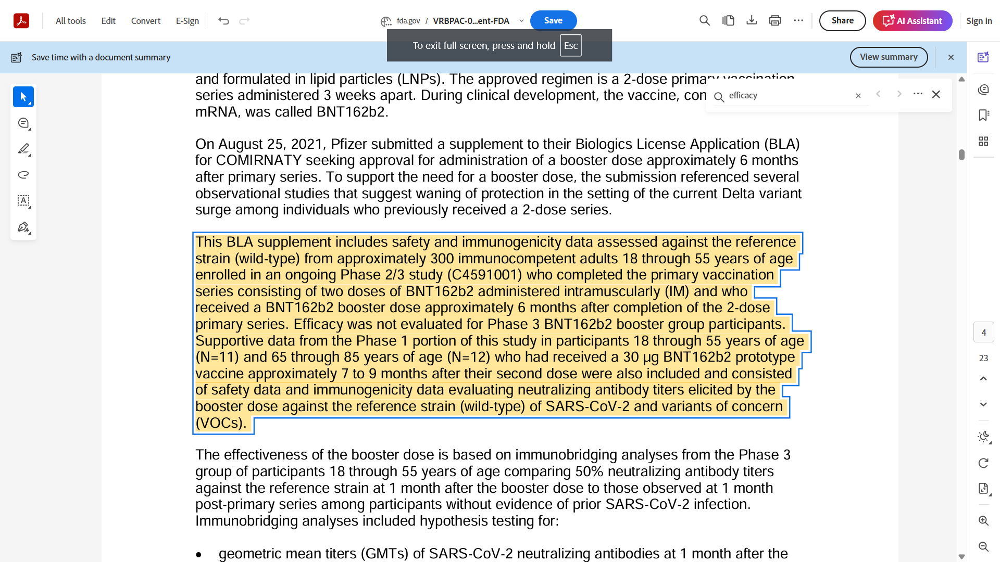 All tools Edit Convert E-Sign fda.gov / VRBPAC-0...ent-FDA Save Share AI Assistant Sign in
To exit full screen, press and hold Esc
Save time with a document summary View summary
and formulated in lipid particles (LNPs). The approved regimen is a 2-dose primary vaccination
series administered 3 weeks apart. During clinical development, the vaccine, con
efficacy
mRNA, was called BNT162b2.
On August 25, 2021, Pfizer submitted a supplement to their Biologics License Application (BLA)
for COMIRNATY seeking approval for administration of a booster dose approximately 6 months
after primary series. To support the need for a booster dose, the submission referenced several
observational studies that suggest waning of protection in the setting of the current Delta variant
surge among individuals who previously received a 2-dose series.
This BLA supplement includes safety and immunogenicity data assessed against the reference
strain (wild-type) from approximately 300 immunocompetent adults 18 through 55 years of age
enrolled in an ongoing Phase 2/3 study (C4591001) who completed the primary vaccination
series consisting of two doses of BNT162b2 administered intramuscularly (IM) and who
received a BNT162b2 booster dose approximately 6 months after completion of the 2-dose
primary series. Efficacy was not evaluated for Phase 3 BNT162b2 booster group participants.
Supportive data from the Phase 1 portion of this study in participants 18 through 55 years of age
(N=11) and 65 through 85 years of age (N=12) who had received a 30 μg BNT162b2 prototype
vaccine approximately 7 to 9 months after their second dose were also included and consisted
of safety data and immunogenicity data evaluating neutralizing antibody titers elicited by the
booster dose against the reference strain (wild-type) of SARS-CoV-2 and variants of concern
(VOCs).
The effectiveness of the booster dose is based on immunobridging analyses from the Phase 3
group of participants 18 through 55 years of age comparing 50% neutralizing antibody titers
against the reference strain at 1 month after the booster dose to those observed at 1 month
post-primary series among participants without evidence of prior SARS-CoV-2 infection.
Immunobridging analyses included hypothesis testing for:
• geometric mean titers (GMTs) of SARS-CoV-2 neutralizing antibodies at 1 month after the
4
23